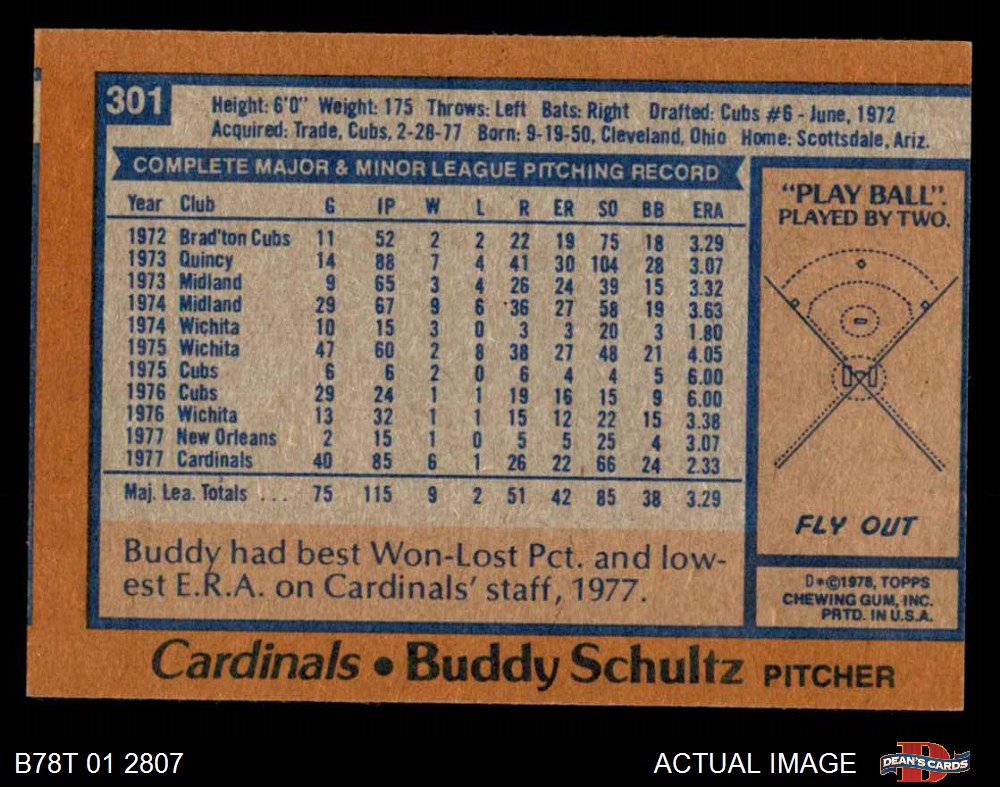 301
Height: 6'0" Weight: 175 Throws: Left Bats: Right Drafted: Cubs #6 - June, 1972
Acquired: Trade, Cubs, 2-28-77 Born: 9-19-50, Cleveland, Ohio Home: Scottsdale, Ariz.
COMPLETE MAJOR & MINOR LEAGUE PITCHING RECORD
Year Club G IP W L R ER SO BB ERA
1972 Brad'ton Cubs 11 52 2 2 22 19 75 18 3.29
1973 Quincy 14 88 7 4 41 30 104 28 3.07
1973 Midland 9 65 3 4 26 24 39 15 3.32
1974 Midland 29 67 9 6 36 27 58 19 3.63
1974 Wichita 10 15 3 0 3 3 20 3 1.80
1975 Wichita 47 60 2 8 38 27 48 21 4.05
1975 Cubs 6 6 2 0 6 4 4 5 6.00
1976 Cubs 29 24 1 1 19 16 15 9 6.00
1976 Wichita 13 32 1 1 15 12 22 15 3.38
1977 New Orleans 2 15 1 0 5 5 25 4 3.07
1977 Cardinals 40 85 6 1 26 22 66 24 2.33
Maj. Lea. Totals ... 75 115 9 2 51 42 85 38 3.29
Buddy had best Won-Lost Pct. and low-
est E.R.A. on Cardinals' staff, 1977.
"PLAY BALL".
PLAYED BY TWO.
FLY OUT
D*©1978, TOPPS
CHEWING GUM, INC.
PRTD. IN U.S.A.
Cardinals • Buddy Schultz PITCHER
B78T 01 2807
ACTUAL IMAGE
D
DEAN'S CARDS